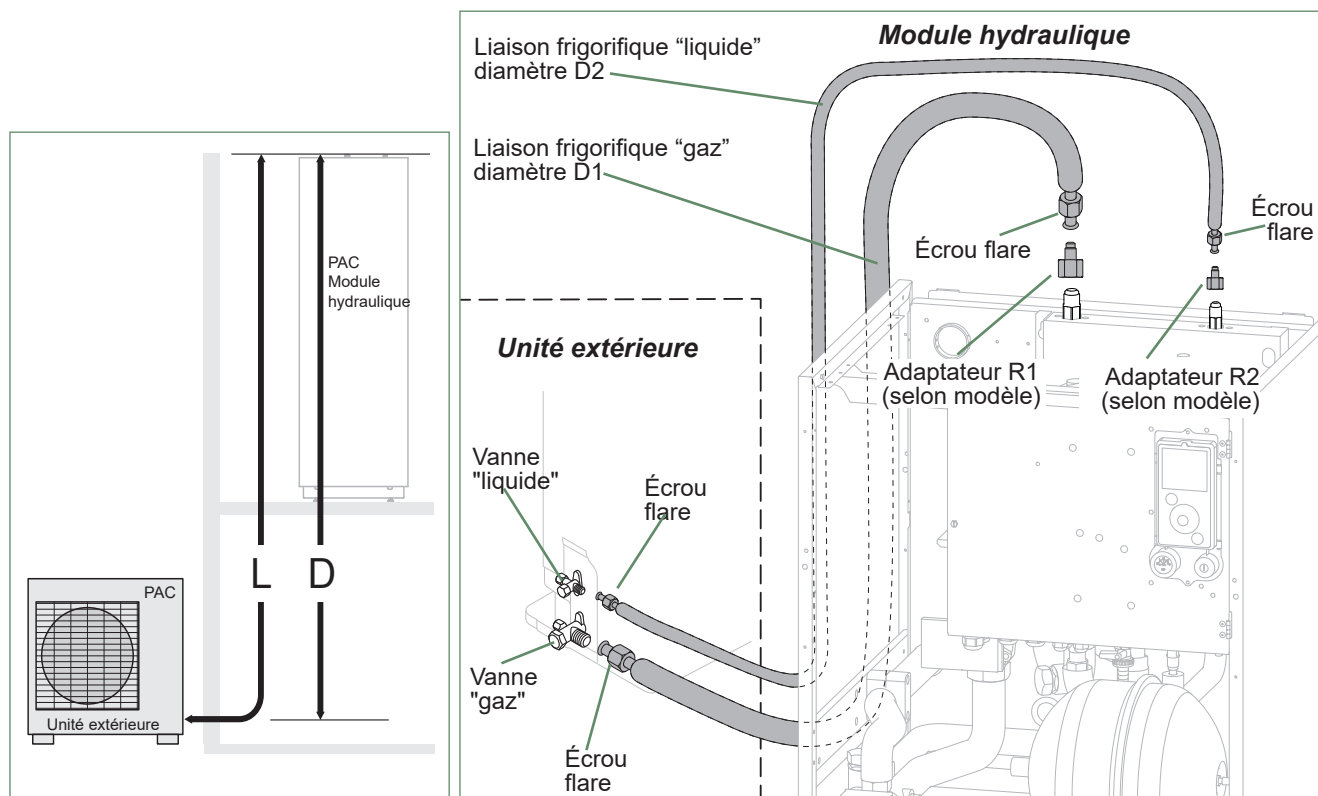 PAC
Module
hydraulique
L
D
PAC
Unité extérieure
Module hydraulique
Liaison frigorifique “liquide”
diamètre D2
Liaison frigorifique “gaz”
diamètre D1
Écrou flare
Écrou
flare
Adaptateur R1
(selon modèle)
Adaptateur R2
(selon modèle)
Unité extérieure
Vanne
"liquide"
Écrou
flare
Vanne
"gaz"
Écrou
flare